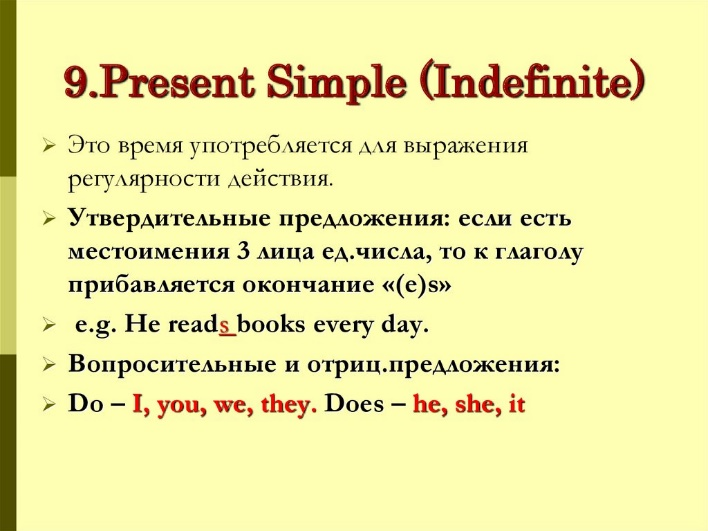 9.Present Simple (Indefinite)
Это время употребляется для выражения
регулярности действия.
Утвердительные предложения: если есть
местоимения 3 лица ед.числа, то к глаголу
прибавляется окончание «(е)s»
e.g. He reads books every day.
Вопросительные и отриц.предложения:
Do – I, you, we, they. Does – he, she, it